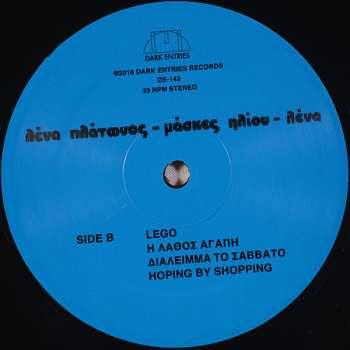 DARK ENTRIES
©2016 DARK ENTRIES RECORDS
DE-142
33 RPM STEREO
λένα πλάτωνος - μάσκες ηλίου - λένα
SIDE B
LEGO
Η ΛΑΘΟΣ ΑΓΑΠΗ
ΔΙΑΛΕΙΜΜΑ ΤΟ ΣΑΒΒΑΤΟ
HOPING BY SHOPPING